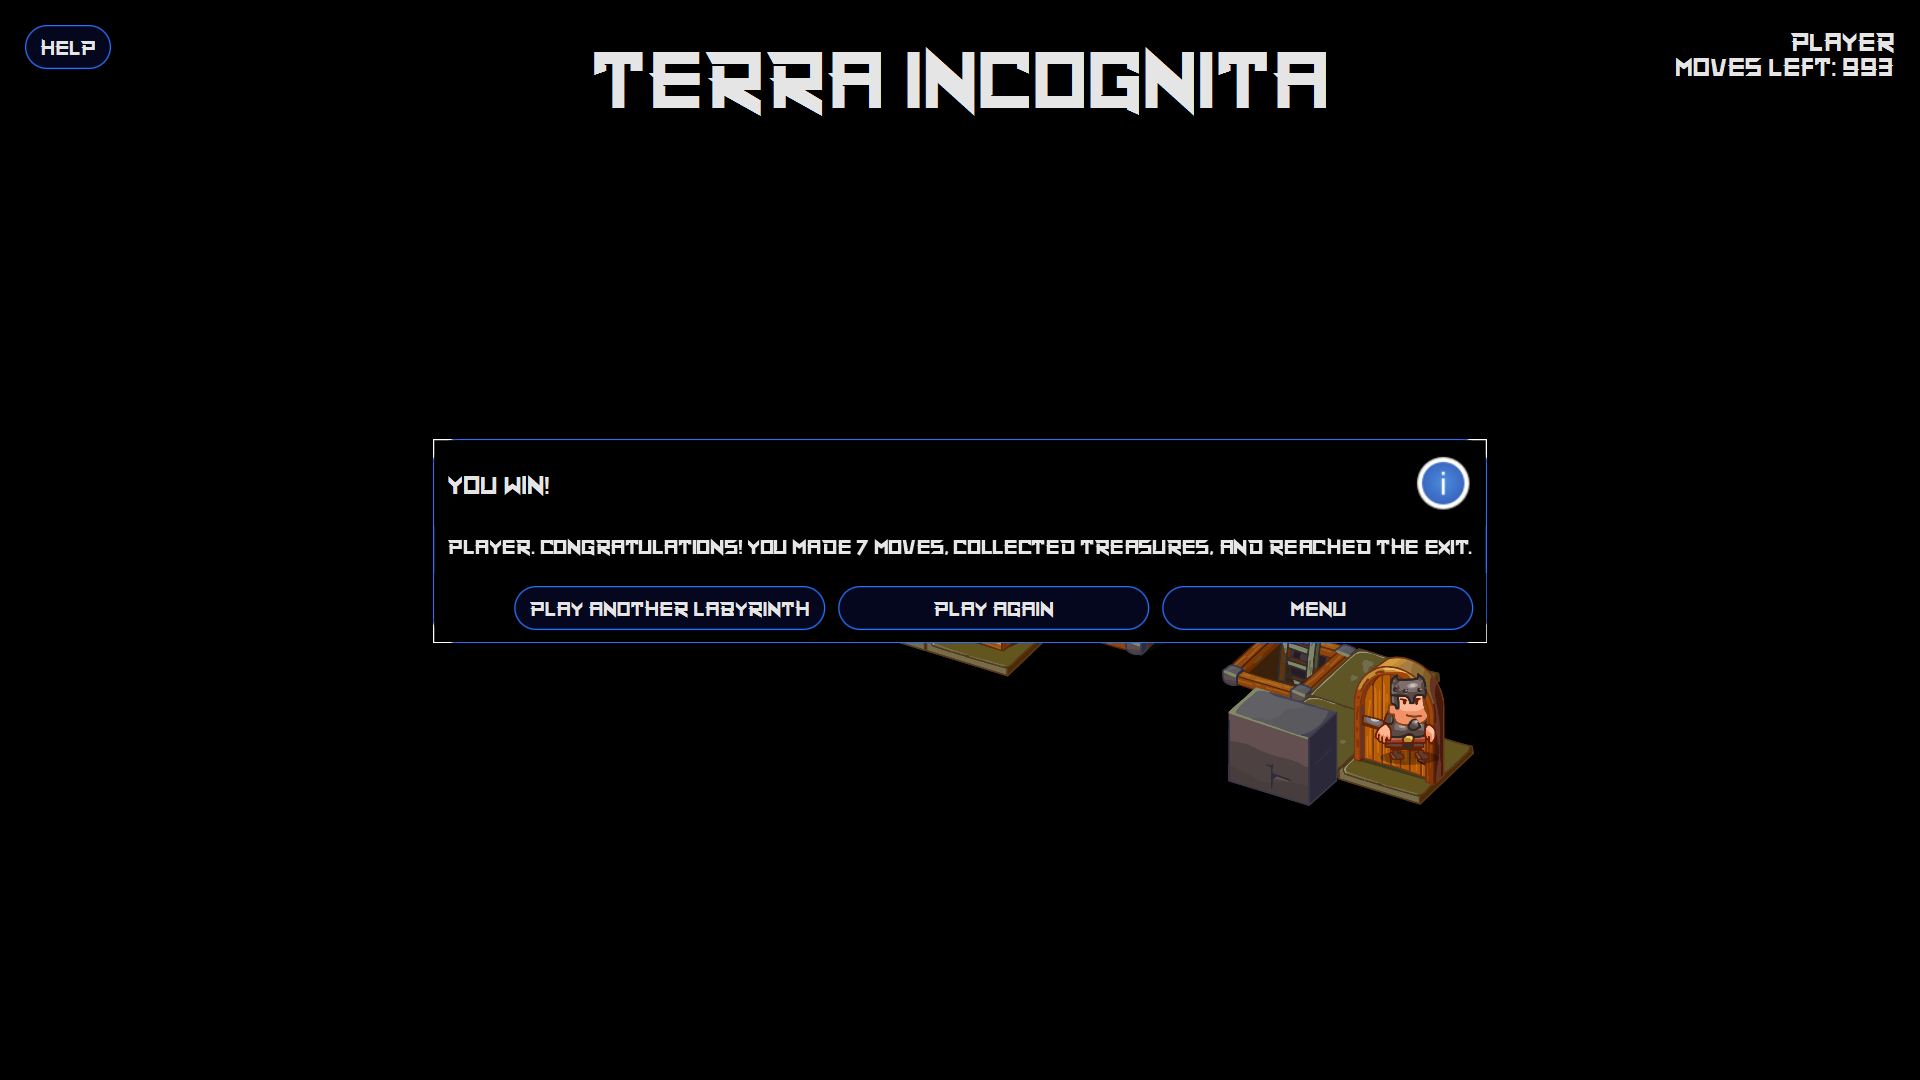 HELP
TERRA INCOGNITA
PLAYER
MOVES LEFT: 993
YOU WIN!
PLAYER. CONGRATULATIONS! YOU MADE 7 MOVES, COLLECTED TREASURES, AND REACHED THE EXIT.
PLAY ANOTHER LABYRINTH
PLAY AGAIN
MENU